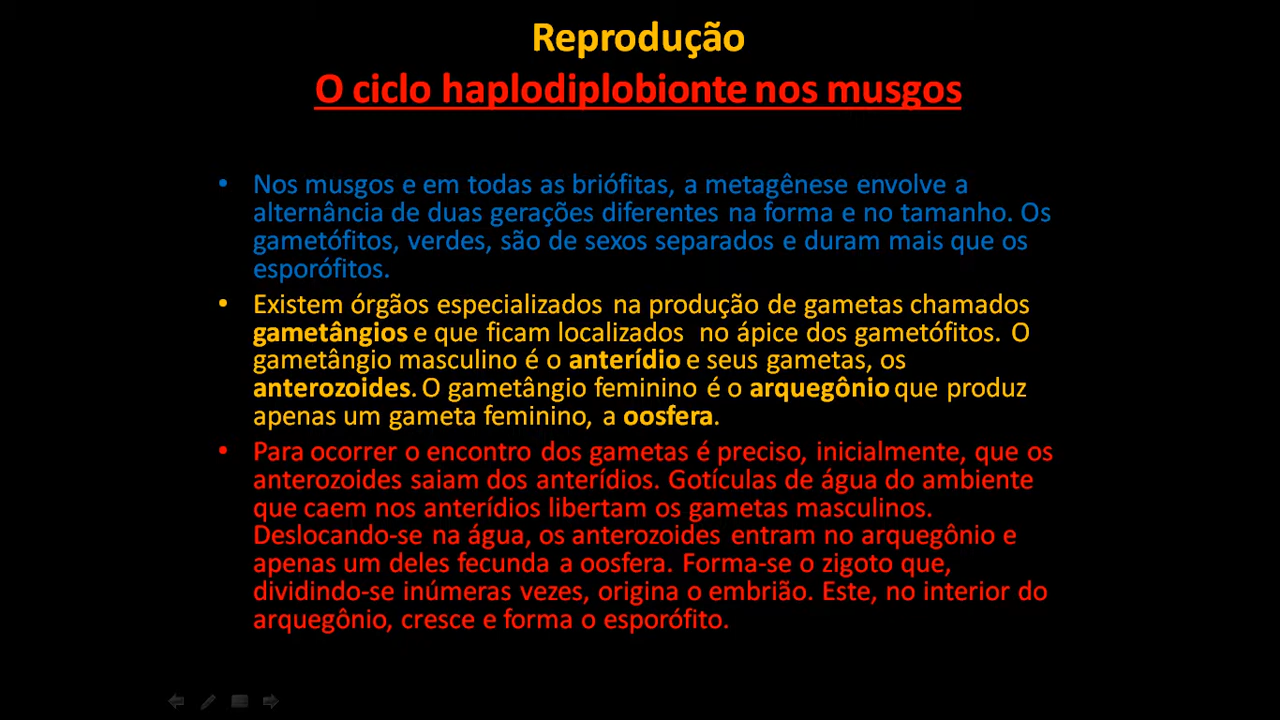 Reprodução
O ciclo haplodiplobionte nos musgos
• Nos musgos e em todas as briófitas, a metagênese envolve a
alternância de duas gerações diferentes na forma e no tamanho. Os
gametófitos, verdes, são de sexos separados e duram mais que os
esporófitos.
• Existem órgãos especializados na produção de gametas chamados
gametângios e que ficam localizados no ápice dos gametófitos. O
gametângio masculino é o anterídio e seus gametas, os
anterozoides. O gametângio feminino é o arquegônio que produz
apenas um gameta feminino, a oosfera.
• Para ocorrer o encontro dos gametas é preciso, inicialmente, que os
anterozoides saiam dos anterídios. Gotículas de água do ambiente
que caem nos anterídios libertam os gametas masculinos.
Deslocando-se na água, os anterozoides entram no arquegônio e
apenas um deles fecunda a oosfera. Forma-se o zigoto que,
dividindo-se inúmeras vezes, origina o embrião. Este, no interior do
arquegônio, cresce e forma o esporófito.